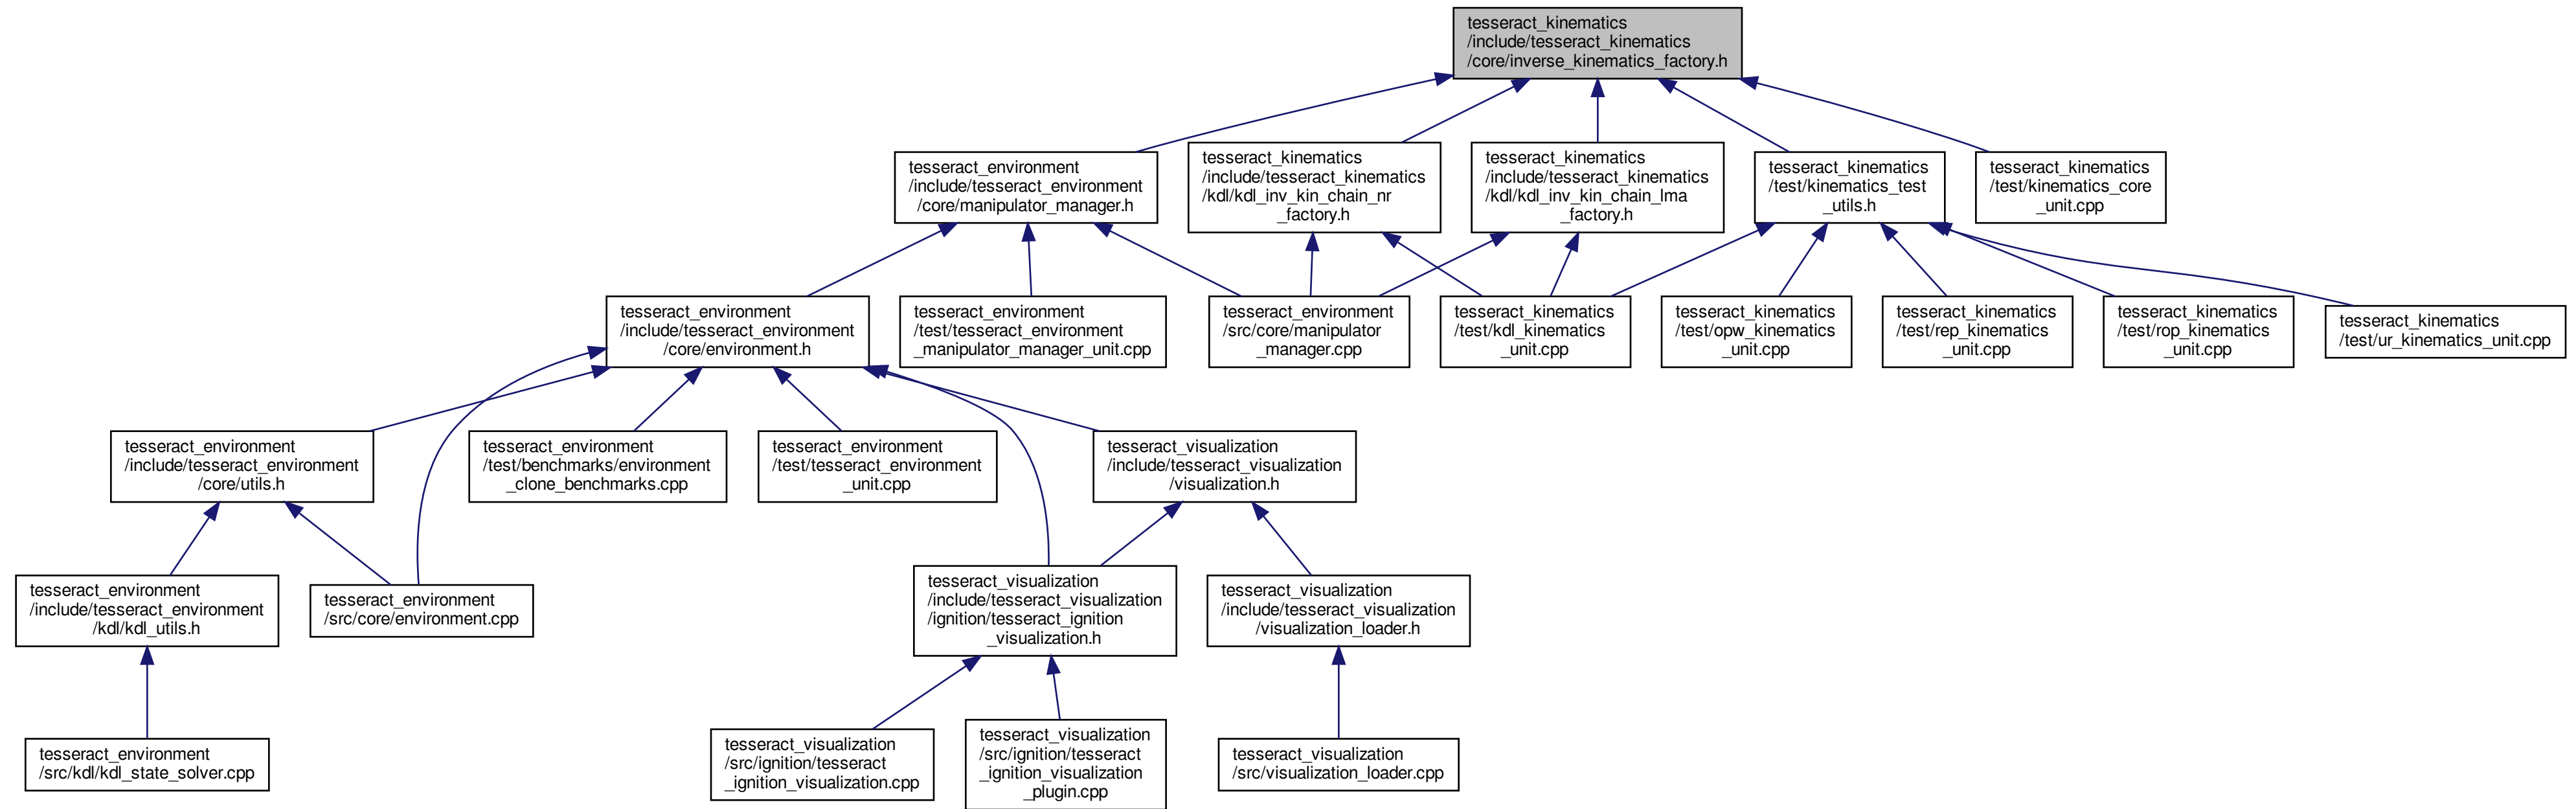 tesseract_kinematics
/include/tesseract_kinematics
/core/inverse_kinematics_factory.h
tesseract_environment
/include/tesseract_environment
/core/manipulator_manager.h
tesseract_kinematics
/include/tesseract_kinematics
/kdl/kdl_inv_kin_chain_nr
_factory.h
tesseract_kinematics
/include/tesseract_kinematics
/kdl/kdl_inv_kin_chain_lma
_factory.h
tesseract_kinematics
/test/kinematics_test
_utils.h
tesseract_kinematics
/test/kinematics_core
_unit.cpp
tesseract_environment
/include/tesseract_environment
/core/environment.h
tesseract_environment
/test/tesseract_environment
_manipulator_manager_unit.cpp
tesseract_environment
/src/core/manipulator
_manager.cpp
tesseract_kinematics
/test/kdl_kinematics
_unit.cpp
tesseract_kinematics
/test/opw_kinematics
_unit.cpp
tesseract_kinematics
/test/rep_kinematics
_unit.cpp
tesseract_kinematics
/test/rop_kinematics
_unit.cpp
tesseract_kinematics
/test/ur_kinematics_unit.cpp
tesseract_environment
/include/tesseract_environment
/core/utils.h
tesseract_environment
/test/benchmarks/environment
_clone_benchmarks.cpp
tesseract_environment
/test/tesseract_environment
_unit.cpp
tesseract_visualization
/include/tesseract_visualization
/visualization.h
tesseract_environment
/include/tesseract_environment
/kdl/kdl_utils.h
tesseract_environment
/src/core/environment.cpp
tesseract_visualization
/include/tesseract_visualization
/ignition/tesseract_ignition
_visualization.h
tesseract_visualization
/include/tesseract_visualization
/visualization_loader.h
tesseract_environment
/src/kdl/kdl_state_solver.cpp
tesseract_visualization
/src/ignition/tesseract
_ignition_visualization.cpp
tesseract_visualization
/src/ignition/tesseract
_ignition_visualization
_plugin.cpp
tesseract_visualization
/src/visualization_loader.cpp